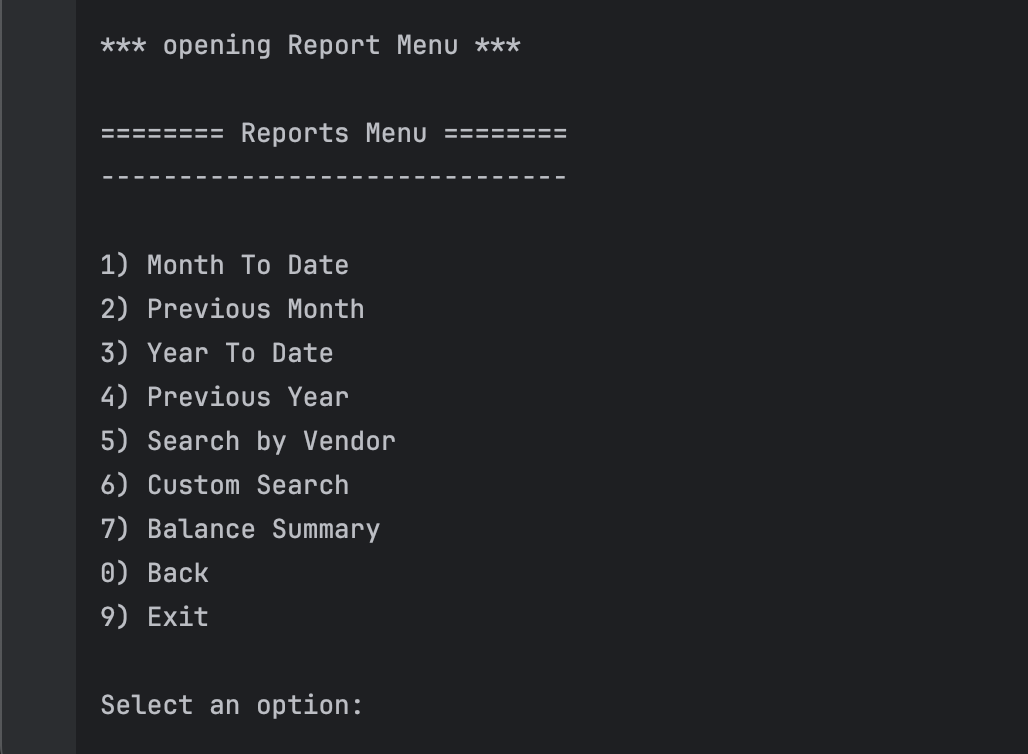 *** opening Report Menu ***
======== Reports Menu ========
------------------------------
1) Month To Date
2) Previous Month
3) Year To Date
4) Previous Year
5) Search by Vendor
6) Custom Search
7) Balance Summary
0) Back
9) Exit
Select an option: